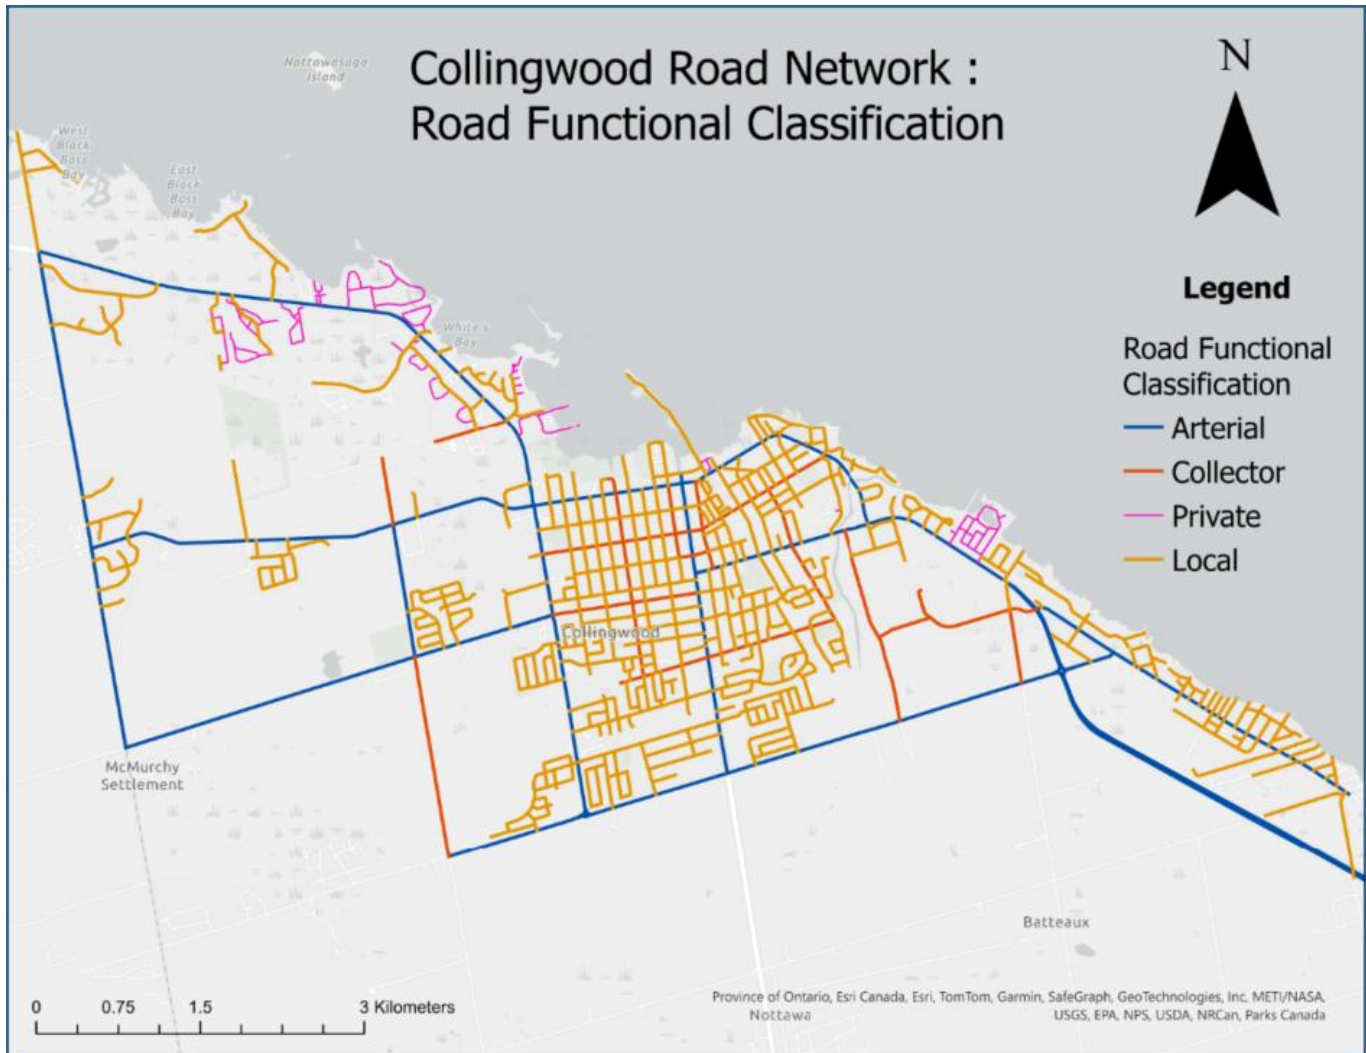 Collingwood Road Network :
Road Functional Classification
N
Nottawasaga
Island
West
Black
Bass
Bay
East
Black
Bass
Bay
White's
Bay
Legend
Road Functional
Classification
Arterial
Collector
Private
Local
Collingwood
McMurchy
Settlement
Batteaux
0 0.75 1.5 3 Kilometers
Province of Ontario, Esri Canada, Esri, TomTom, Garmin, SafeGraph, GeoTechnologies, Inc, METI/NASA,
Nottawa
USGS, EPA, NPS, USDA, NRCan, Parks Canada